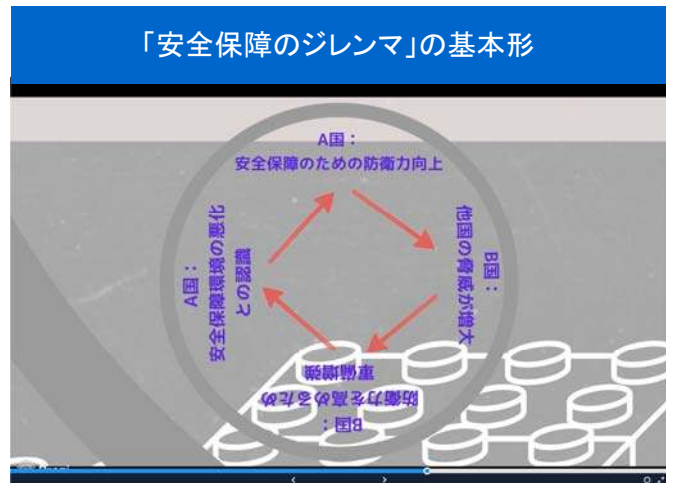 「安全保障のジレンマ」の基本形
A国：
安全保障のための防衛力向上
B国：
他国の脅威が増大
B国：
防衛力を高めるため
軍備増強
A国：
安全保障環境の悪化
との認識